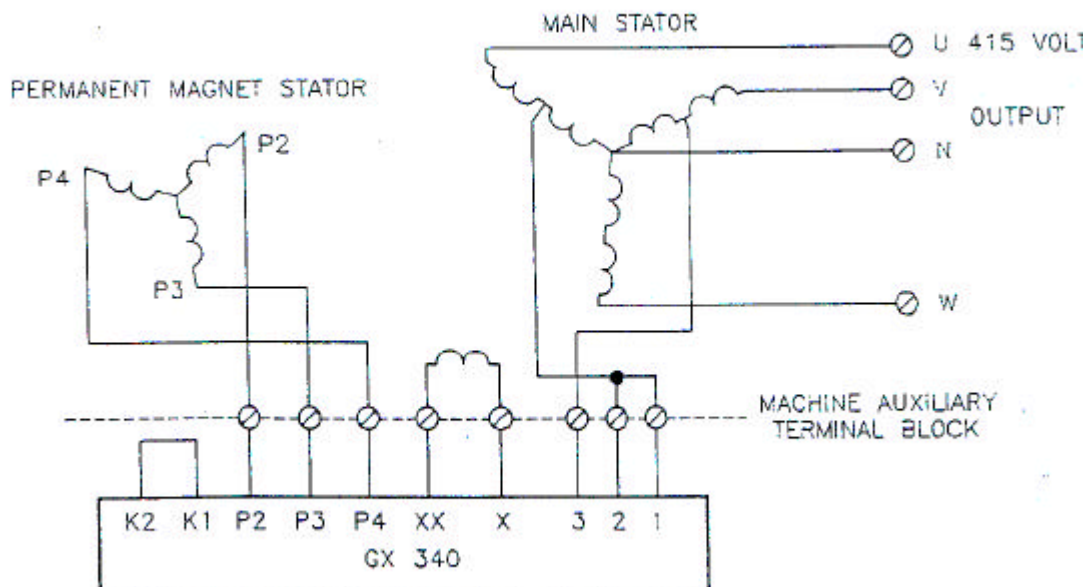 MAIN STATOR
U 415 VOLT
PERMANENT MAGNET STATOR
V
OUTPUT
P2
N
P4
P3
W
MACHINE AUXILIARY
TERMINAL BLOCK
K2 K1 P2 P3 P4 XX X 3 2 1
GX 340